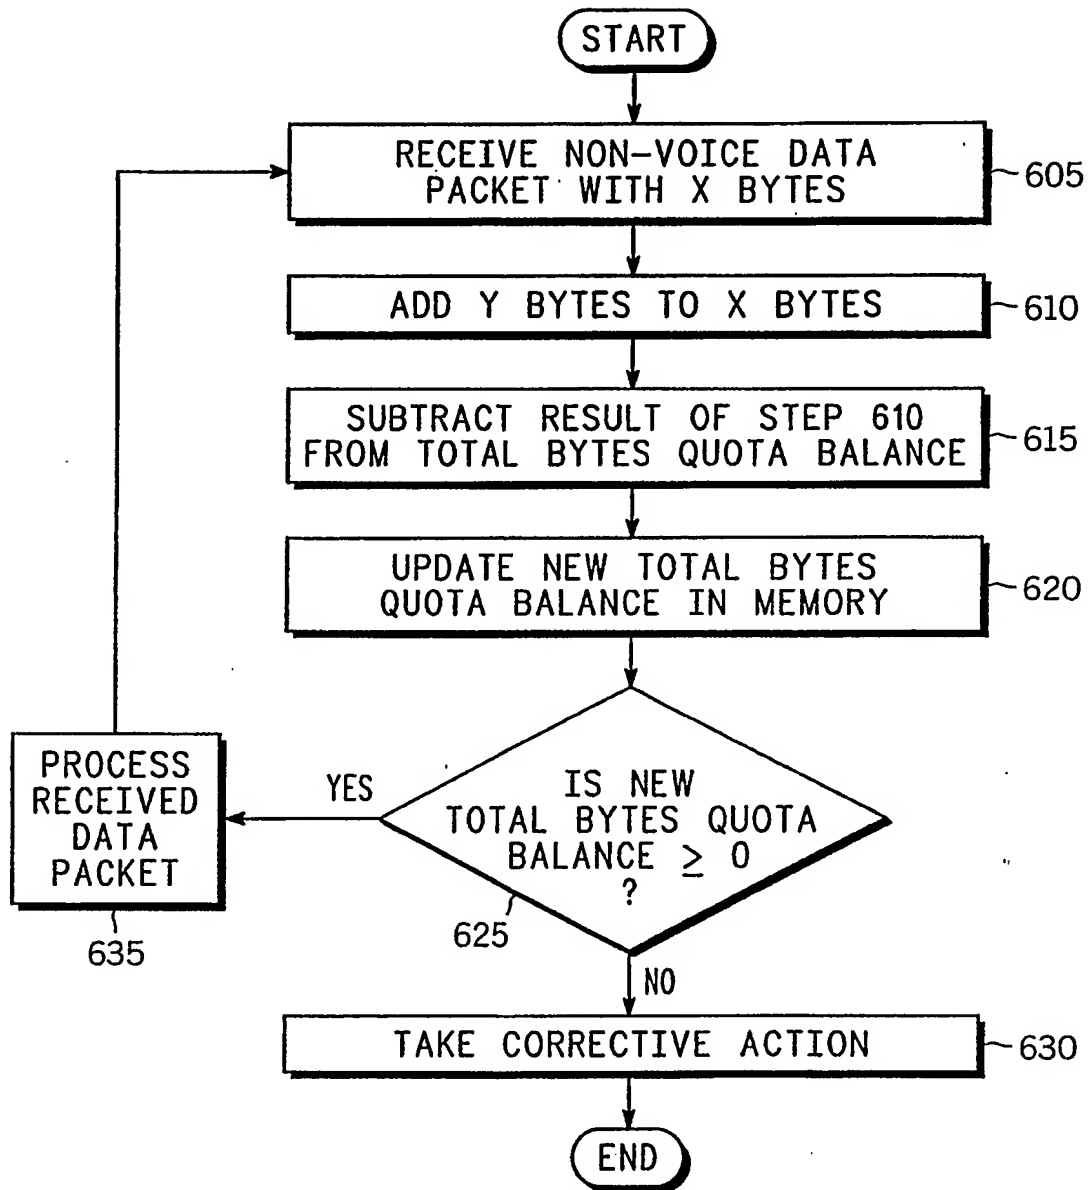 START
RECEIVE NON-VOICE DATA
PACKET WITH X BYTES
605
ADD Y BYTES TO X BYTES
610
SUBTRACT RESULT OF STEP 610
FROM TOTAL BYTES QUOTA BALANCE
615
UPDATE NEW TOTAL BYTES
QUOTA BALANCE IN MEMORY
620
PROCESS
RECEIVED
DATA
PACKET
635
YES
IS NEW
TOTAL BYTES QUOTA
BALANCE ≥ 0
?
625
NO
TAKE CORRECTIVE ACTION
630
END